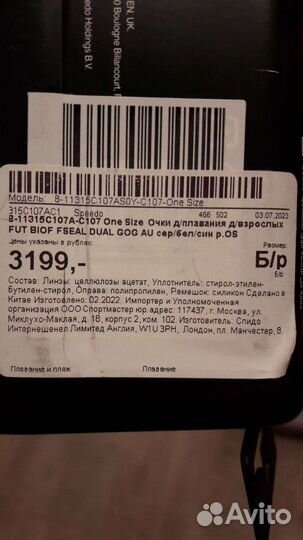 EN, UK.
0 Boulogne Billancourt, F
edo Holdings B.V.
Модель: 8-11315C107AS0Y-C107-One Size
315C107AC1 Speedo 466 502 03.07.2023
8-11315C107A-C107 One Size Очки д/плавания д/взрослых
FUT BIOF FSEAL DUAL GOG AU сер/бел/син р.OS
Цены указаны в рублях: Размер:
3199,- Б/р
Б/б
Состав: Линзы: целлюлозы ацетат, Уплотнитель: стирол-этилен-
бутилен-стирол, Оправа: полипропилен, Ремешок: силикон Сделано в
Китае Изготовлено: 02.2022. Импортер и Уполномоченная
организация ООО Спортмастер юр.адрес: 117437 , г. Москва, ул.
Миклухо-Маклая, д. 18, корпус 2, ком. 102. Изготовитель: Спидо
Интернешенел Лимитед Англия, W1U 3PH, Лондон, пл. Манчестер, 8.
Плавание и пляж Плавание
Avito